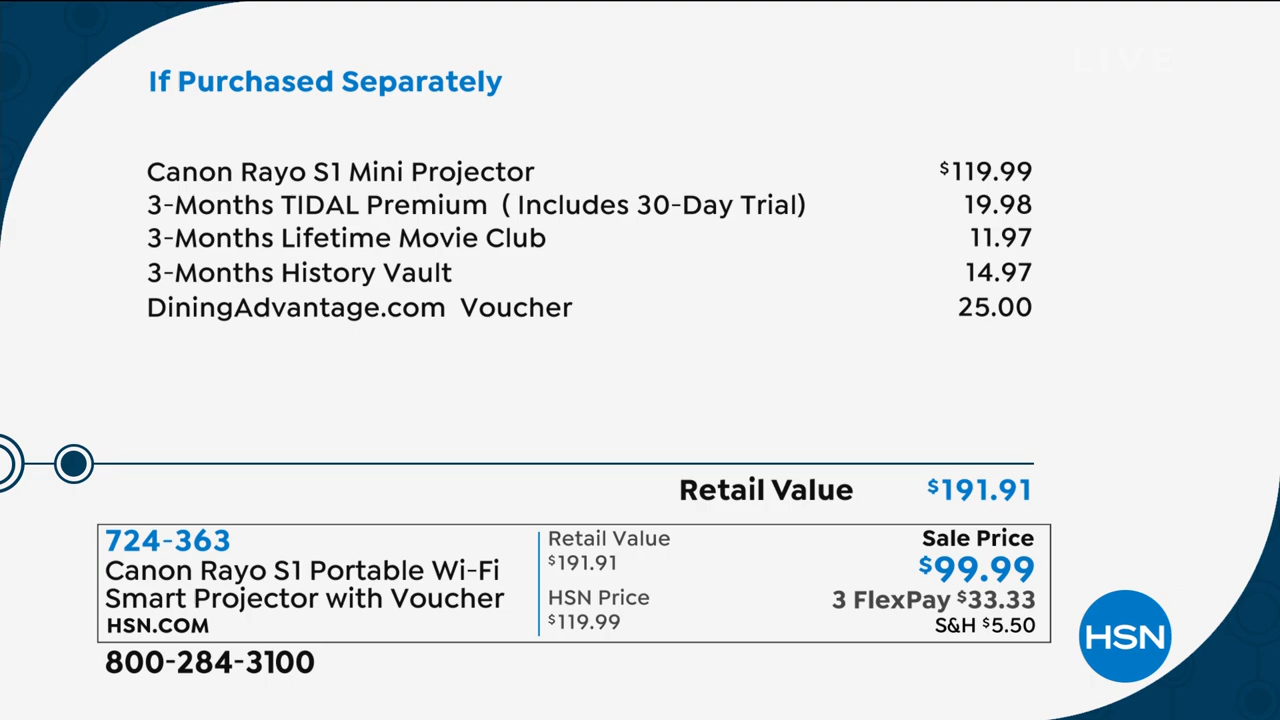 LIVE
If Purchased Separately
Canon Rayo S1 Mini Projector $119.99
3-Months TIDAL Premium ( Includes 30-Day Trial) 19.98
3-Months Lifetime Movie Club 11.97
3-Months History Vault 14.97
DiningAdvantage.com Voucher 25.00
Retail Value $191.91
724-363
Canon Rayo S1 Portable Wi-Fi
Smart Projector with Voucher
HSN.COM
Retail Value
$191.91
HSN Price
$119.99
Sale Price
$99.99
3 FlexPay $33.33
S&H $5.50
800-284-3100
HSN